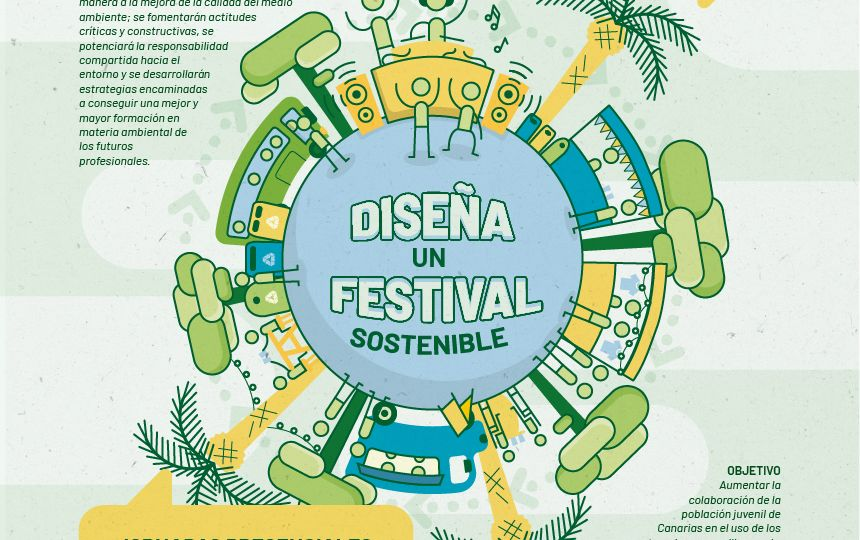 manera a la mejora de la calidad del medio
ambiente; se fomentarán actitudes
críticas y constructivas, se
potenciará la responsabilidad
compartida hacia el
entorno y se desarrollarán
estrategias encaminadas
a conseguir una mejor y
mayor formación en
materia ambiental de
los futuros
profesionales.
DISEÑA
UN
FESTIVAL
SOSTENIBLE
OBJETIVO
Aumentar la
colaboración de la
población juvenil de
Canarias en el uso de los
JORNADAS PRESENCIALES